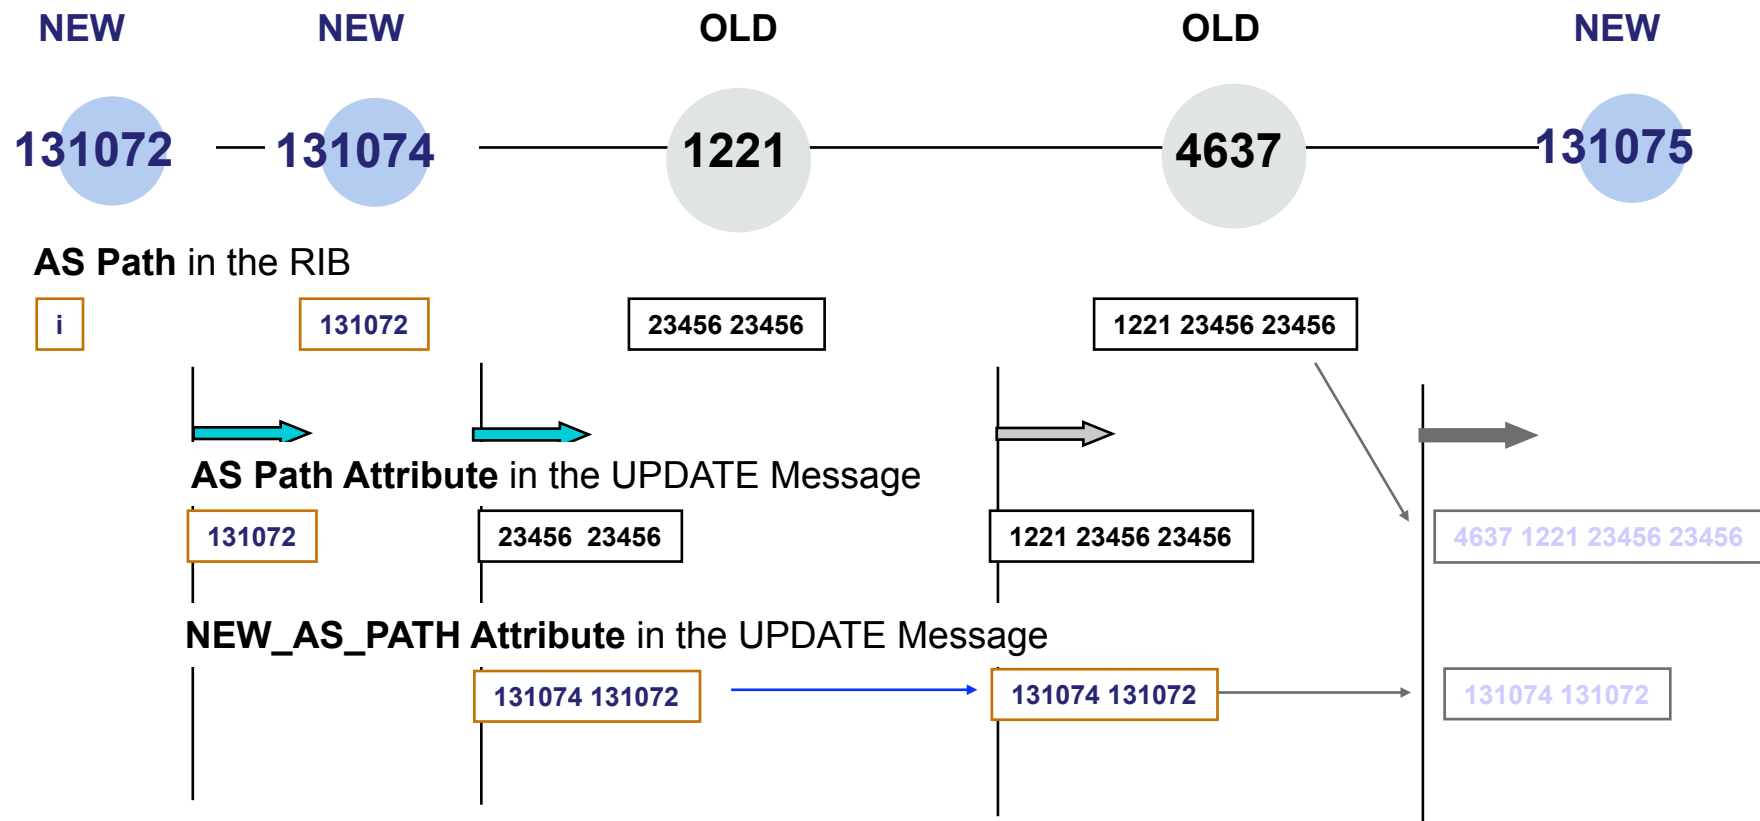 NEW NEW OLD OLD NEW
131072 131074 1221 4637 131075
AS Path in the RIB
i 131072 23456 23456 1221 23456 23456
AS Path Attribute in the UPDATE Message
131072 23456 23456 1221 23456 23456 4637 1221 23456 23456
NEW_AS_PATH Attribute in the UPDATE Message
131074 131072 131074 131072 131074 131072